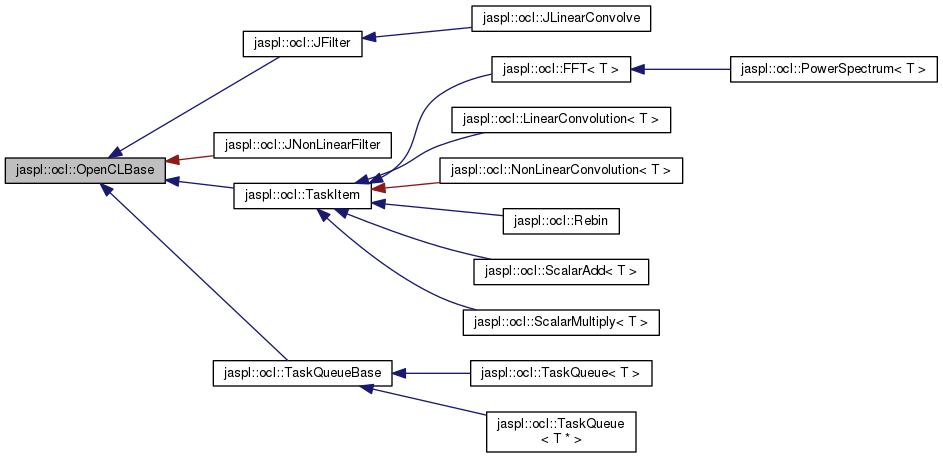 jaspl::ocl::JLinearConvolve
jaspl::ocl::JFilter
jaspl::ocl::FFT< T >
jaspl::ocl::PowerSpectrum< T >
jaspl::ocl::LinearConvolution< T >
jaspl::ocl::JNonLinearFilter
jaspl::ocl::OpenCLBase
jaspl::ocl::NonLinearConvolution< T >
jaspl::ocl::TaskItem
jaspl::ocl::Rebin
jaspl::ocl::ScalarAdd< T >
jaspl::ocl::ScalarMultiply< T >
jaspl::ocl::TaskQueueBase
jaspl::ocl::TaskQueue< T >
jaspl::ocl::TaskQueue
< T * >